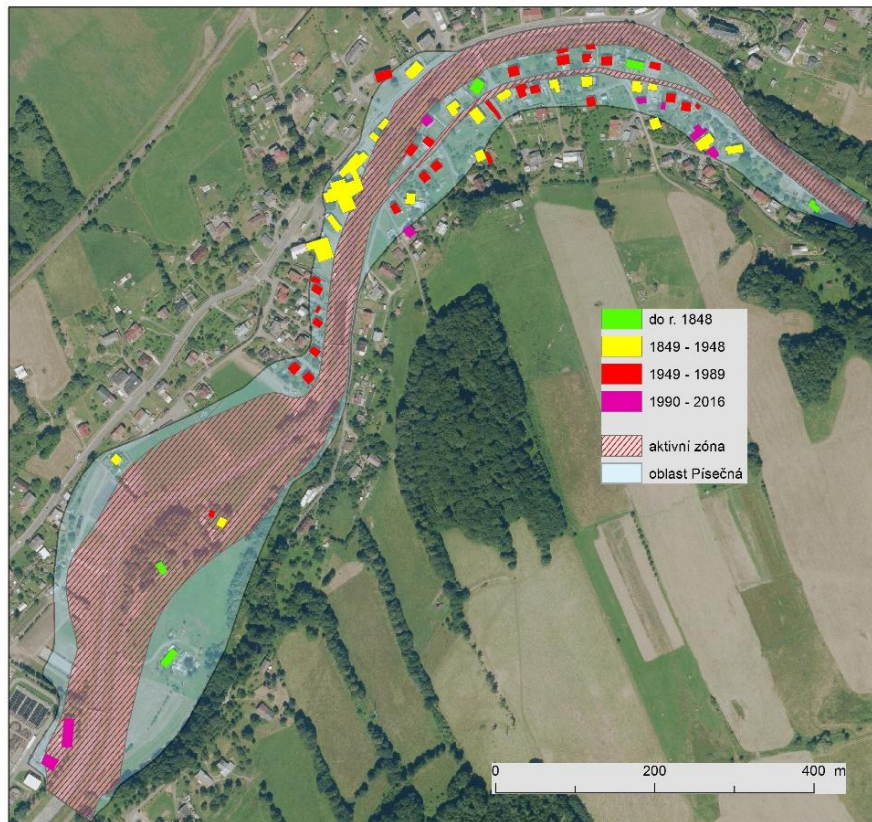 do r. 1848
1849 - 1948
1949 - 1989
1990 - 2016
aktivní zóna
oblast Písečná
0 200 400 m